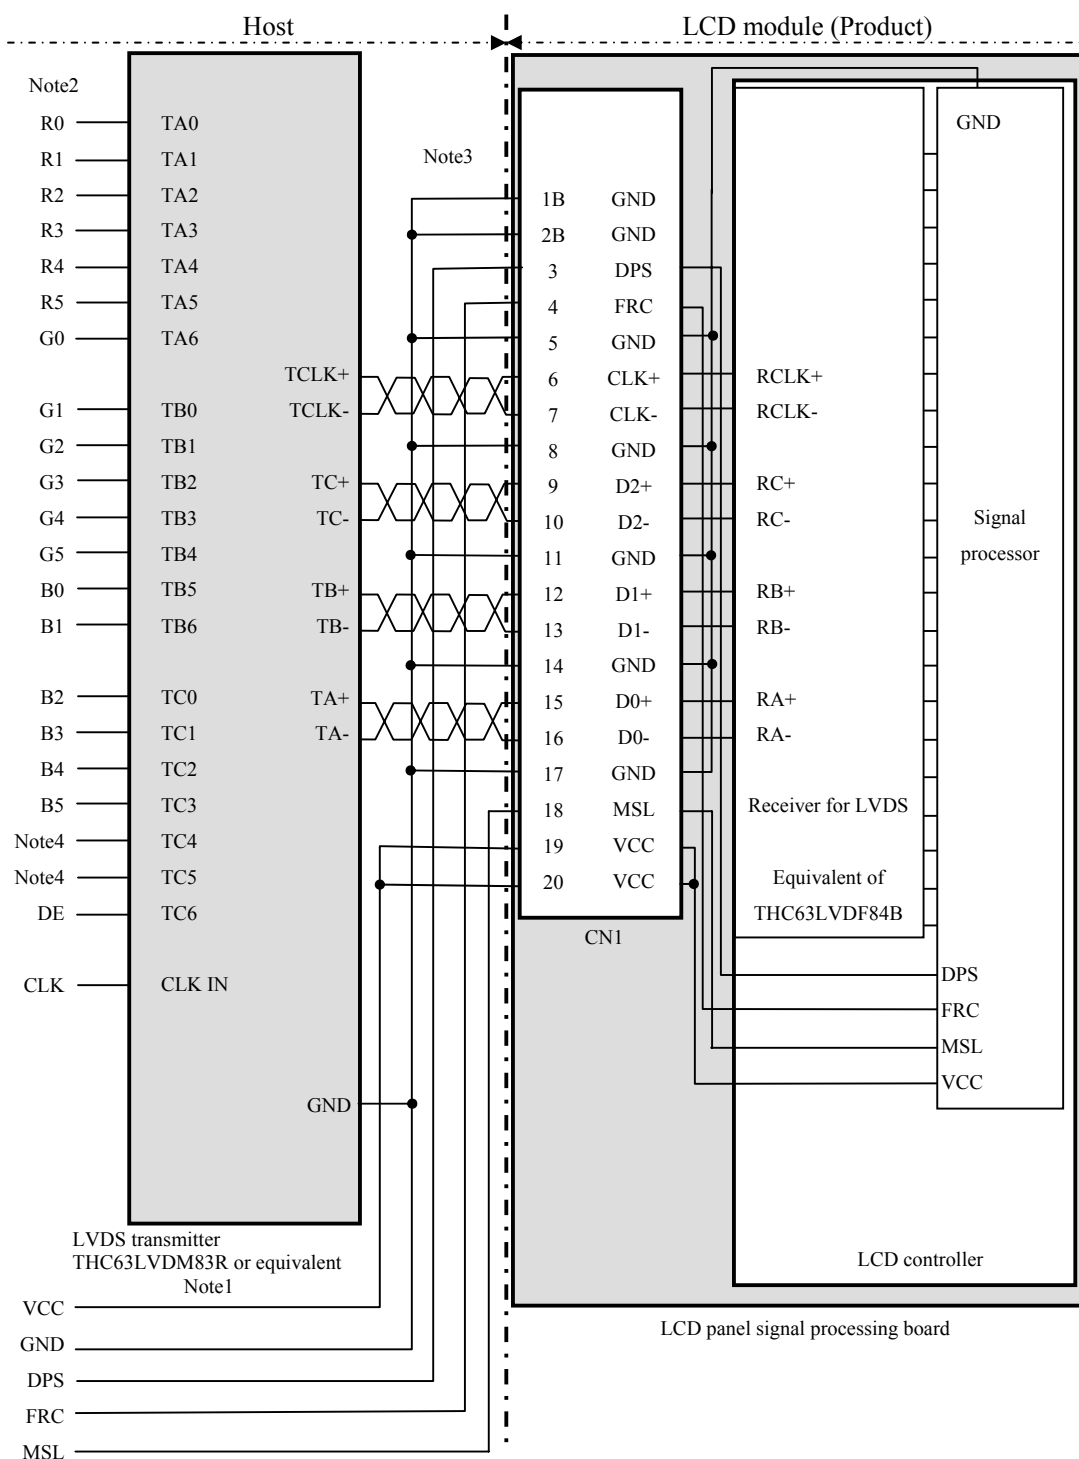 Host LCD module (Product)
Note2
R0 TA0 GND
R1 TA1 Note3
R2 TA2 1B GND
R3 TA3 2B GND
R4 TA4 3 DPS
R5 TA5 4 FRC
G0 TA6 5 GND
TCLK+ 6 CLK+ RCLK+
G1 TB0 TCLK- 7 CLK- RCLK-
G2 TB1 8 GND
G3 TB2 TC+ 9 D2+ RC+
G4 TB3 TC- 10 D2- RC- Signal
G5 TB4 11 GND processor
B0 TB5 TB+ 12 D1+ RB+
B1 TB6 TB- 13 D1- RB-
14 GND
B2 TC0 TA+ 15 D0+ RA+
B3 TC1 TA- 16 D0- RA-
B4 TC2 17 GND
B5 TC3 18 MSL Receiver for LVDS
Note4 TC4 19 VCC
Note4 TC5 20 VCC Equivalent of
DE TC6 THC63LVDF84B
CN1
CLK CLK IN DPS
FRC
MSL
VCC
GND
LVDS transmitter
THC63LVDM83R or equivalent LCD controller
Note1
VCC
LCD panel signal processing board
GND
DPS
FRC
MSL